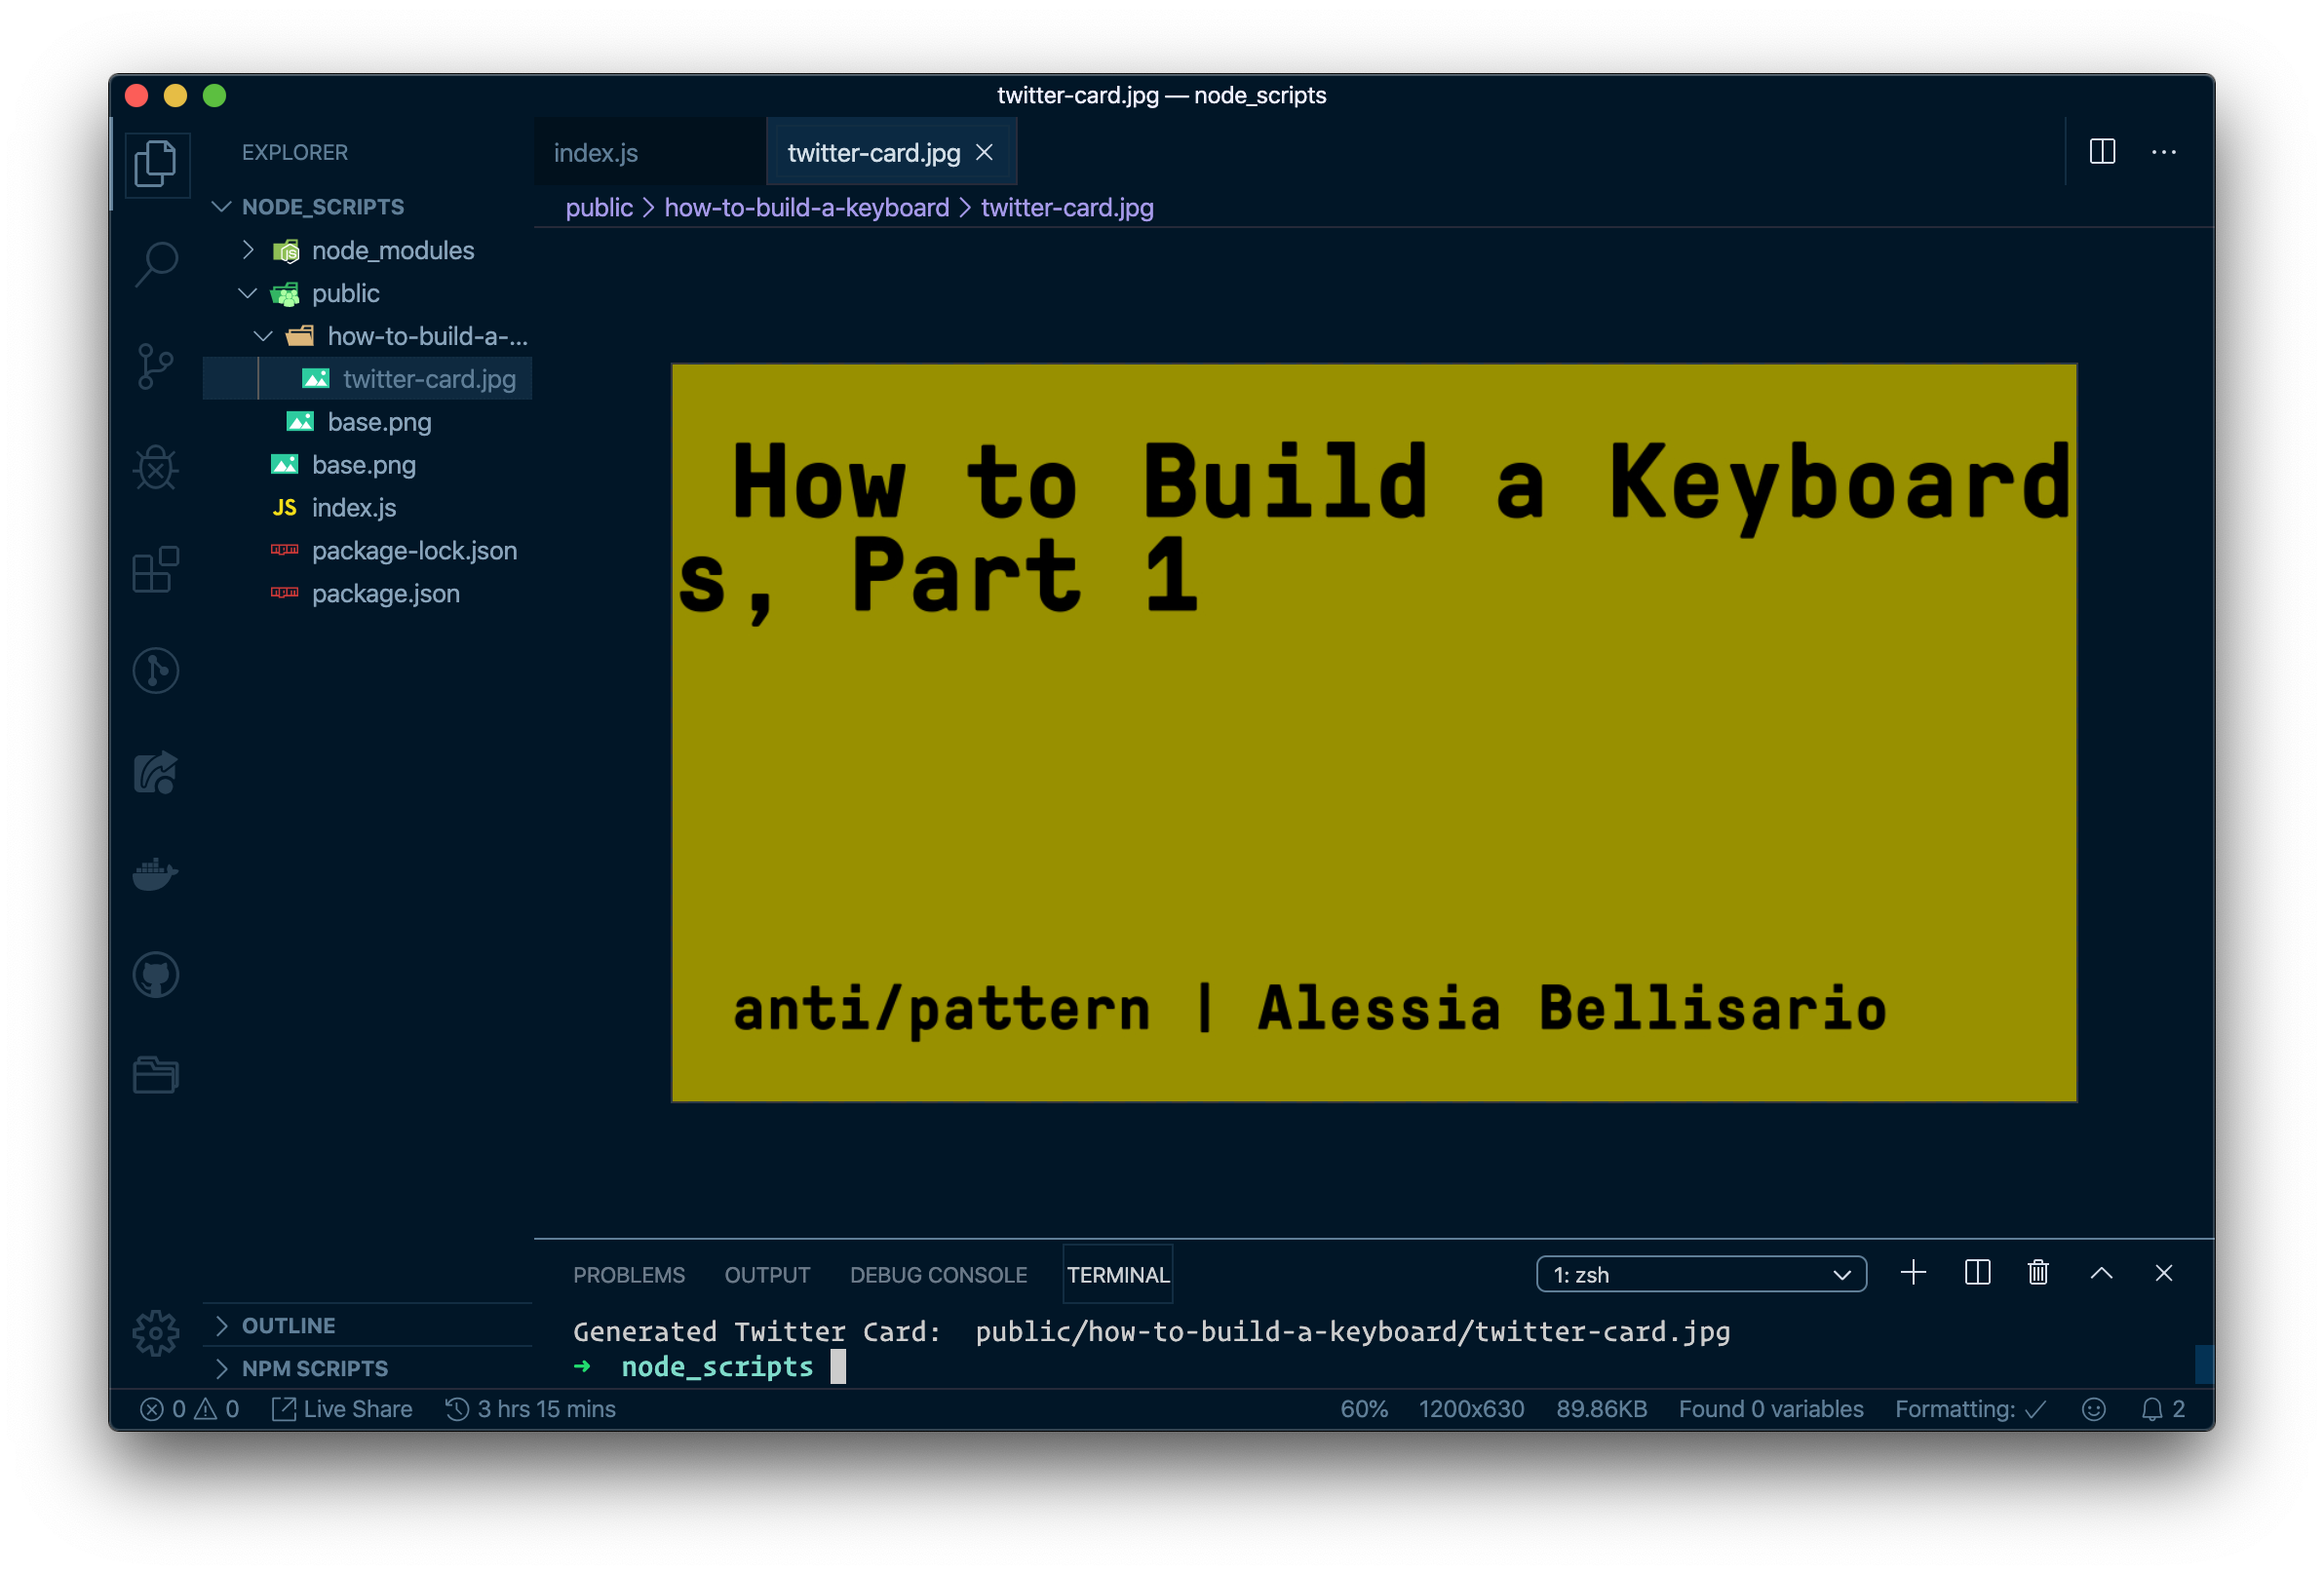 twitter-card.jpg — node_scripts
EXPLORER
NODE_SCRIPTS
node_modules
public
how-to-build-a-...
twitter-card.jpg
base.png
base.png
JS index.js
package-lock.json
package.json
OUTLINE
NPM SCRIPTS
index.js
twitter-card.jpg
public > how-to-build-a-keyboard > twitter-card.jpg
How to Build a Keyboard
s, Part 1
anti/pattern | Alessia Bellisario
PROBLEMS OUTPUT DEBUG CONSOLE TERMINAL 1: zsh
Generated Twitter Card:  public/how-to-build-a-keyboard/twitter-card.jpg
➜  node_scripts
0 0 Live Share 3 hrs 15 mins 60% 1200x630 89.86KB Found 0 variables Formatting: ✓ 2